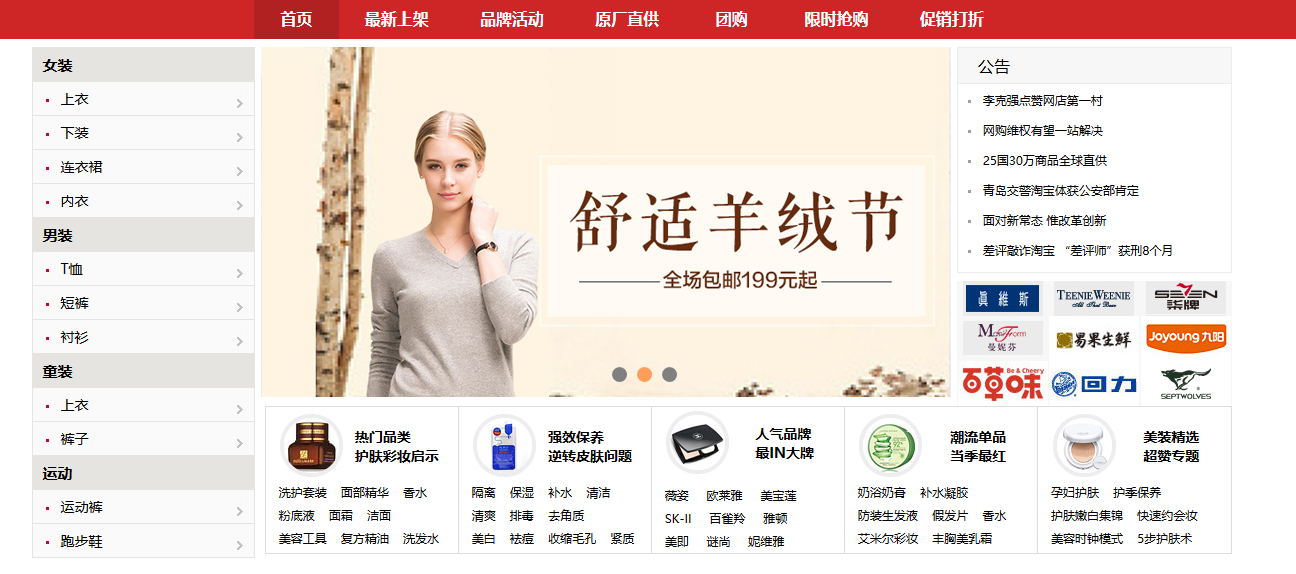 首页 最新上架 品牌活动 原厂直供 团购 限时抢购 促销打折
女装
上衣
下装
连衣裙
内衣
男装
T恤
短裤
衬衫
童装
上衣
裤子
运动
运动裤
跑步鞋
舒适羊绒节
全场包邮199元起
公告
李克强点赞网店第一村
网购维权有望一站解决
25国30万商品全球直供
青岛交警淘宝体获公安部肯定
面对新常态 惟改革创新
差评敲诈淘宝 “差评师”获刑8个月
真維斯
TEENIE WEENIE
SEVEN
柒牌
曼妮芬
易果生鲜
Joyoung 九阳
Be & Cheery
百草味
回力
SEPTWOLVES
热门品类
护肤彩妆启示
洗护套装 面部精华 香水
粉底液 面霜 洁面
美容工具 复方精油 洗发水
强效保养
逆转皮肤问题
隔离 保湿 补水 清洁
清爽 排毒 去角质
美白 祛痘 收缩毛孔 紧质
人气品牌
最IN大牌
薇姿 欧莱雅 美宝莲
SK-II 百雀羚 雅顿
美即 谜尚 妮维雅
潮流单品
当季最红
奶浴奶膏 补水凝胶
防装生发液 假发片 香水
艾米尔彩妆 丰胸美乳霜
美装精选
超赞专题
孕妇护肤 护季保养
护肤嫩白集锦 快速约会妆
美容时钟模式 5步护肤术